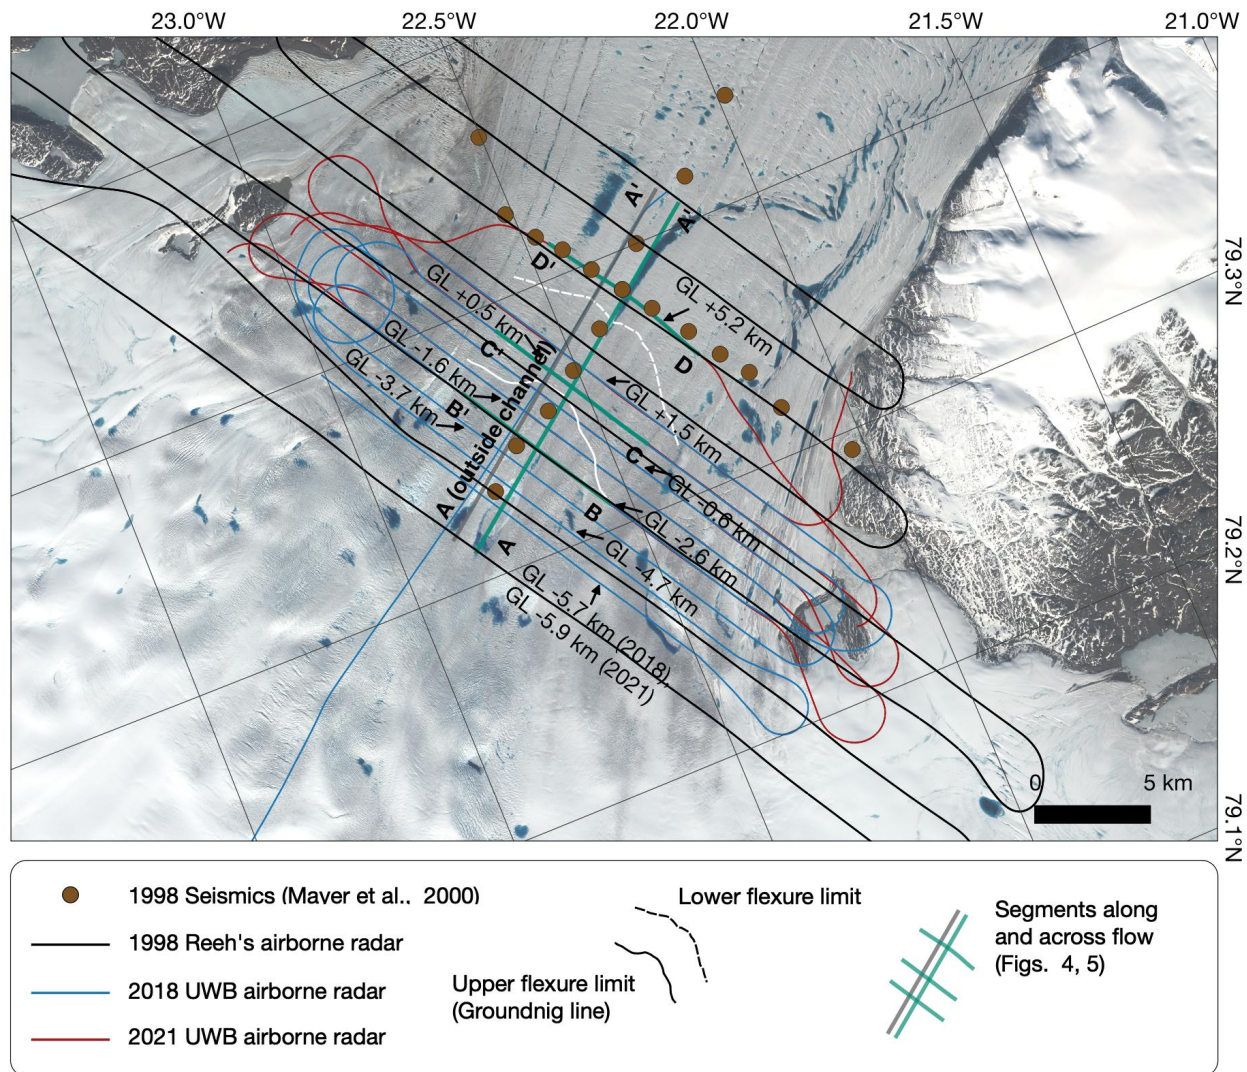 23.0°W 22.5°W 22.0°W 21.5°W 21.0°W
79.3°N
79.2°N
79.1°N
A'
A'
D'
GL +5.2 km
GL +0.5 km
D
C'
GL -1.6 km
GL +1.5 km
GL -3.7 km
B'
A (outside channel)
C
GL -0.6 km
B
GL -2.6 km
A
GL -4.7 km
GL -5.7 km (2018),
GL -5.9 km (2021)
0 5 km
1998 Seismics (Mayer et al., 2000)
1998 Reeh's airborne radar
2018 UWB airborne radar
2021 UWB airborne radar
Lower flexure limit
Upper flexure limit
(Groundnig line)
Segments along
and across flow
(Figs. 4, 5)